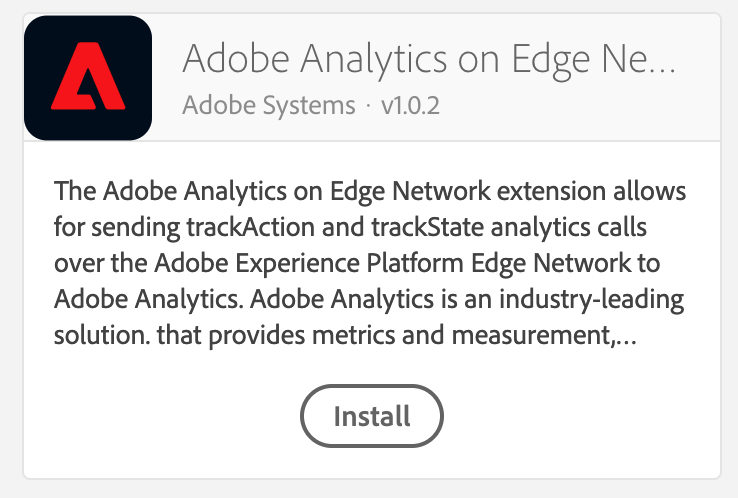 Adobe Analytics on Edge Ne...
Adobe Systems · v1.0.2
The Adobe Analytics on Edge Network extension allows
for sending trackAction and trackState analytics calls
over the Adobe Experience Platform Edge Network to
Adobe Analytics. Adobe Analytics is an industry-leading
solution. that provides metrics and measurement,...
Install